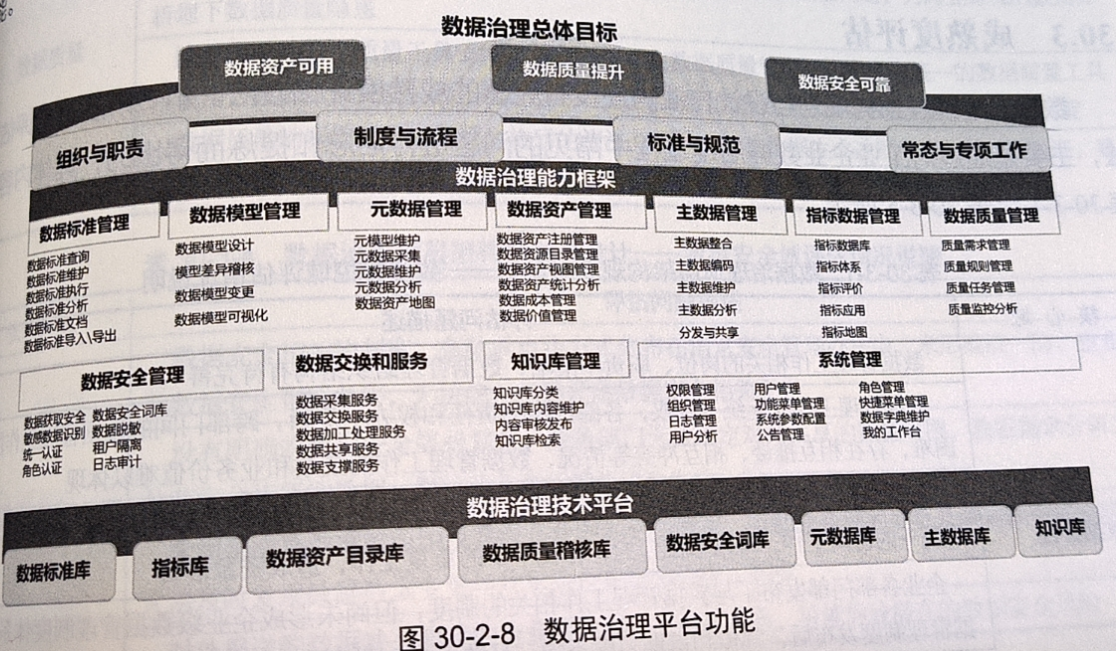 数据治理总体目标
数据资产可用
数据质量提升
数据安全可靠
组织与职责
制度与流程
标准与规范
常态与专项工作
数据治理能力框架
数据标准管理
数据标准查询
数据标准维护
数据标准执行
数据标准分析
数据标准文档
数据标准导入\导出
数据模型管理
数据模型设计
模型差异稽核
数据模型变更
数据模型可视化
元数据管理
元模型维护
元数据采集
元数据维护
元数据分析
数据资产地图
数据资产管理
数据资产注册管理
数据资源目录管理
数据资产视图管理
数据资产统计分析
数据成本管理
数据价值管理
主数据管理
主数据整合
主数据编码
主数据维护
主数据分析
分发与共享
指标数据管理
指标数据库
指标体系
指标评价
指标应用
指标地图
数据质量管理
质量需求管理
质量规则管理
质量任务管理
质量监控分析
数据安全管理
数据获取安全 数据安全词库
敏感数据识别 数据脱敏
统一认证 租户隔离
角色认证 日志审计
数据交换和服务
数据采集服务
数据交换服务
数据加工处理服务
数据共享服务
数据支撑服务
知识库管理
知识库分类
知识库内容维护
内容审核发布
知识库检索
系统管理
权限管理 用户管理 角色管理
组织管理 功能菜单管理 快捷菜单管理
日志管理 系统参数配置 数据字典维护
用户分析 公告管理 我的工作台
数据治理技术平台
数据标准库
指标库
数据资产目录库
数据质量稽核库
数据安全词库
元数据库
主数据库
知识库
图 30-2-8 数据治理平台功能